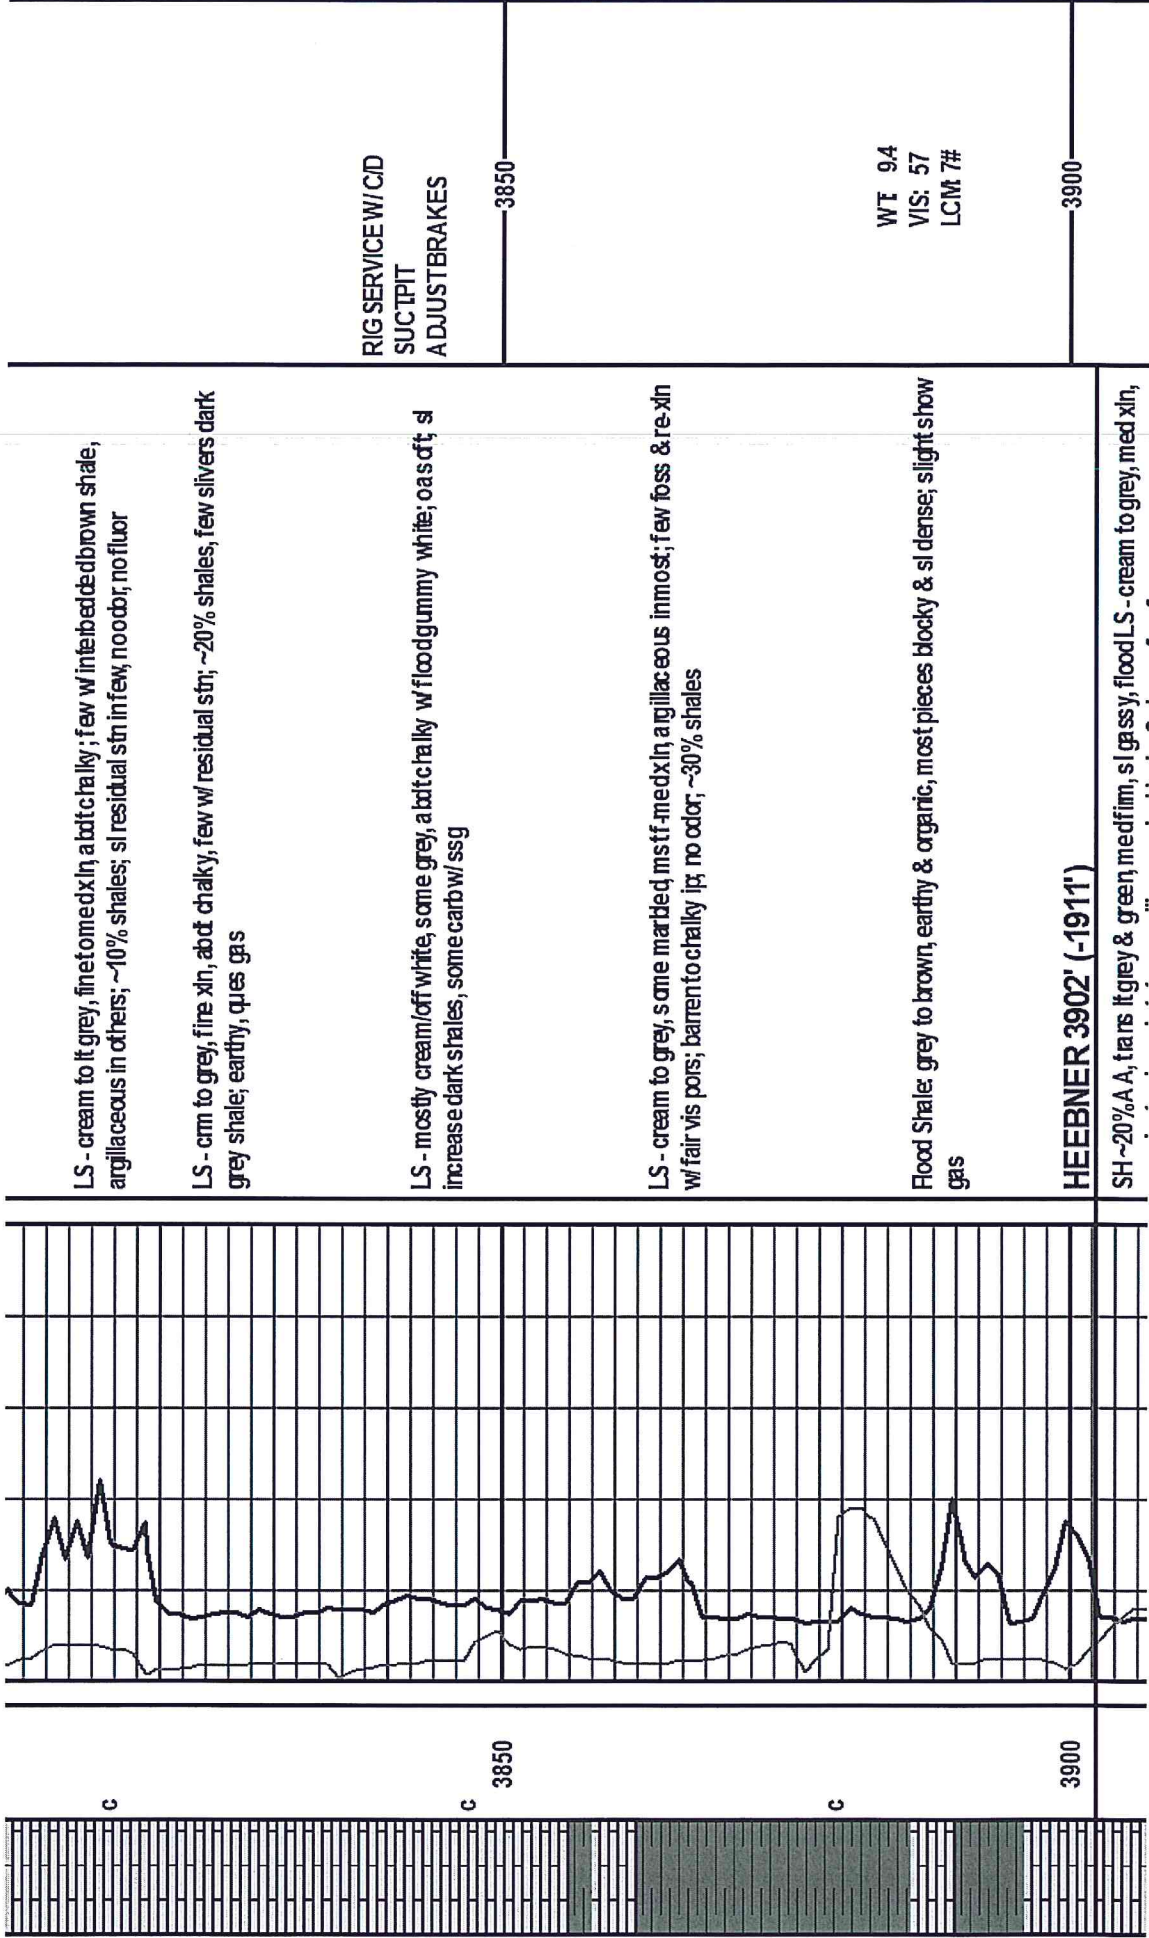 C
C
3850
C
3900
LS - cream to lt grey, fine to med xln, abdt chalky; few w/ interbedded brown shale,
argillaceous in others; ~10% shales; sl residual stn in few, no odor, no fluor
LS - crm to grey, fine xln, abdt chalky, few w/ residual stn; ~20% shales, few slivers dark
grey shale; earthy, ques gas
LS - mostly cream/off white, some grey, abdt chalky w/ flood gummy white; oa soft; sl
increase dark shales, some carb w/ ssg
LS - cream to grey, some marbled, mst f-med xln, argillaceous in most; few foss & re-xln
w/ fair vis pors; barren to chalky ip; no odor; ~30% shales
Flood Shale: grey to brown, earthy & organic, most pieces blocky & sl dense; slight show
gas
HEEBNER 3902' (-1911')
SH ~20% AA, trans lt grey & green, med firm, sl gassy, flood LS - cream to grey, med xln,
RIG SERVICE W/ C/D
SUCT.PIT
ADJUST BRAKES
3850
WT: 9.4
VIS: 57
LCM: 7#
3900